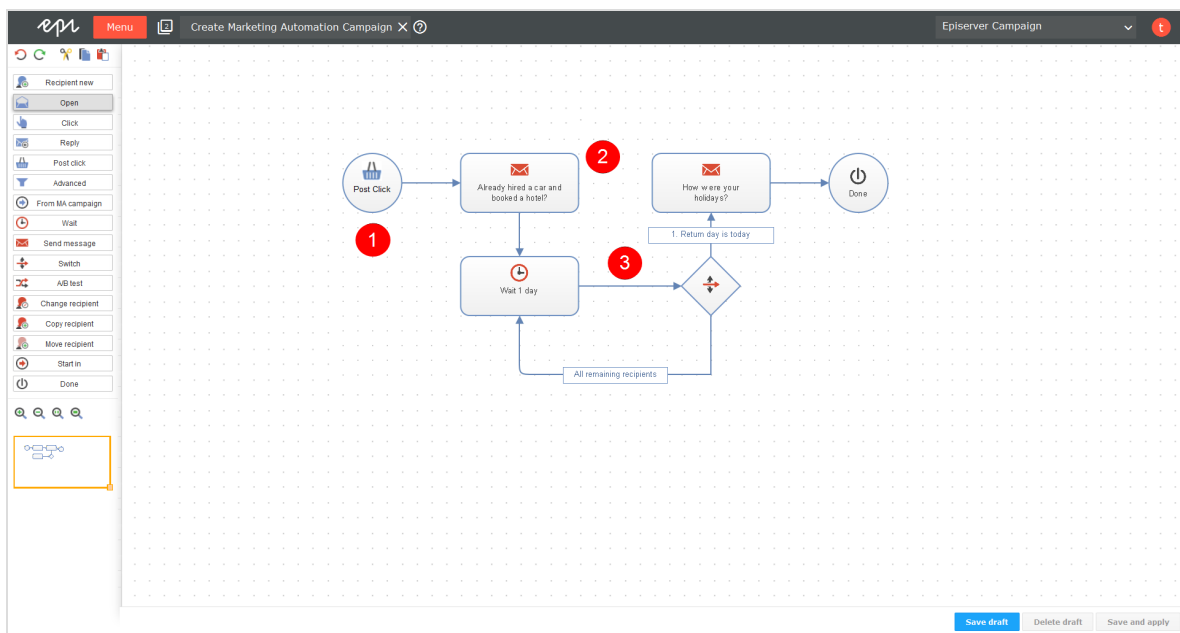 epi
Menu
2
Create Marketing Automation Campaign
Episerver Campaign
t
Recipient new
Open
Click
Reply
Post click
Advanced
From MA campaign
Wait
Send message
Switch
A/B test
Change recipient
Copy recipient
Move recipient
Start in
Done
Post Click
1
Already hired a car and
booked a hotel?
2
How were your
holidays?
Done
1. Return day is today
3
Wait 1 day
All remaining recipients
Save draft
Delete draft
Save and apply